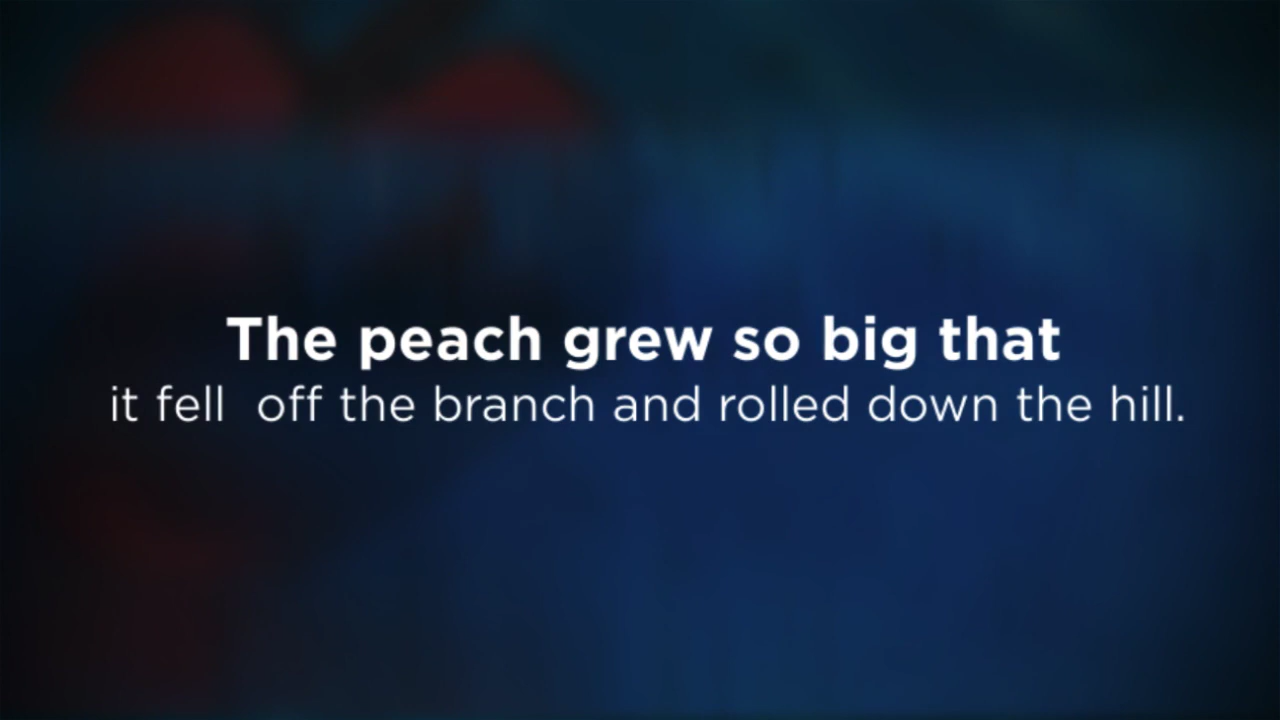 The peach grew so big that
it fell  off the branch and rolled down the hill.